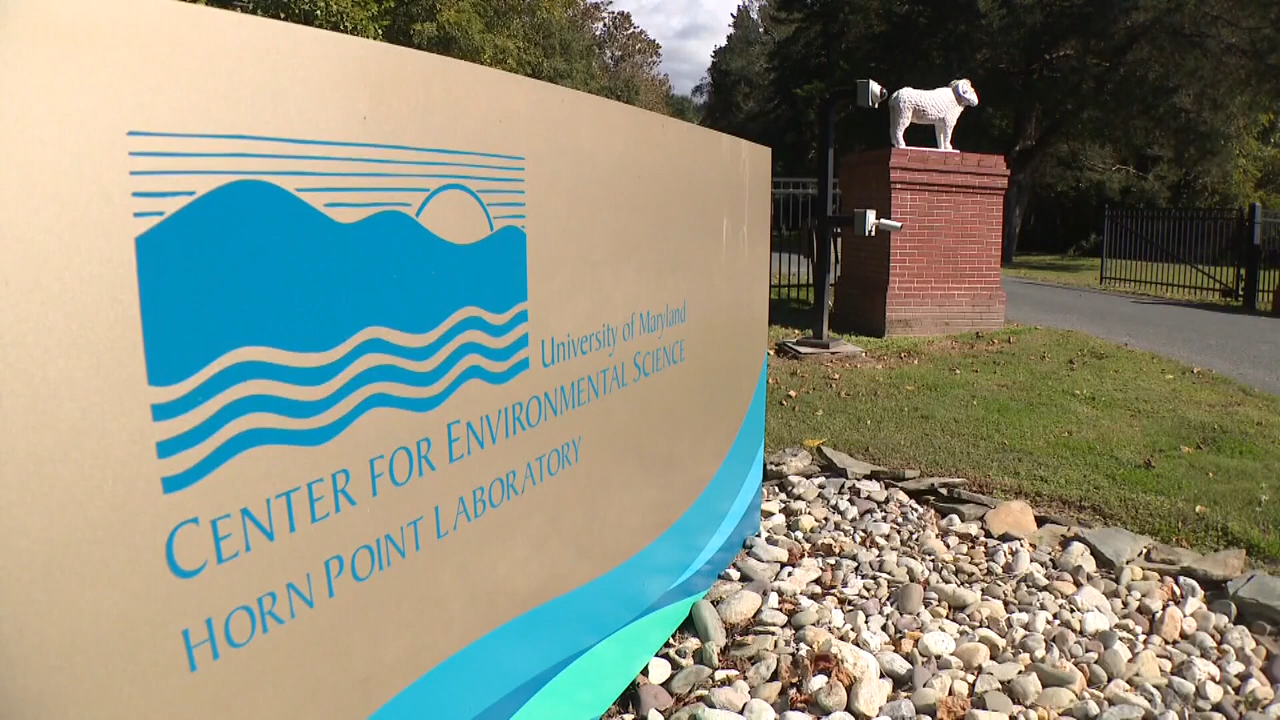 University of Maryland
CENTER FOR ENVIRONMENTAL SCIENCE
HORN POINT LABORATORY